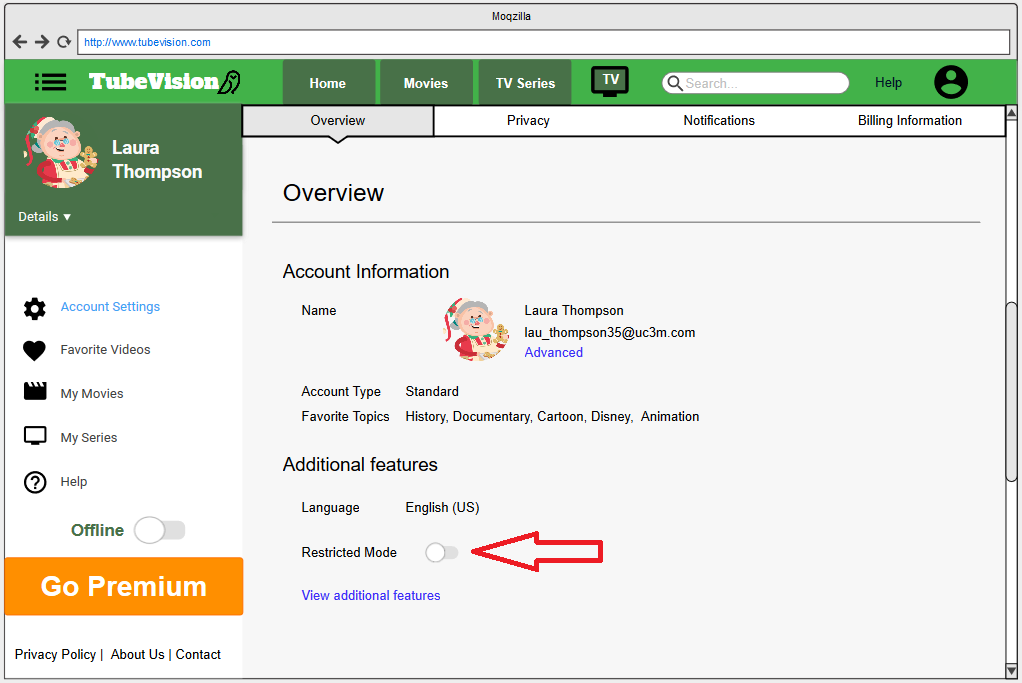 Moqzilla
http://www.tubevision.com
TubeVision
Home
Movies
TV Series
TV
Search...
Help
Laura
Thompson
Details ▼
Overview
Privacy
Notifications
Billing Information
Account Settings
Favorite Videos
My Movies
My Series
Help
Offline
Go Premium
Privacy Policy | About Us | Contact
Overview
Account Information
Name
Laura Thompson
lau_thompson35@uc3m.com
Advanced
Account Type Standard
Favorite Topics History, Documentary, Cartoon, Disney, Animation
Additional features
Language English (US)
Restricted Mode
View additional features